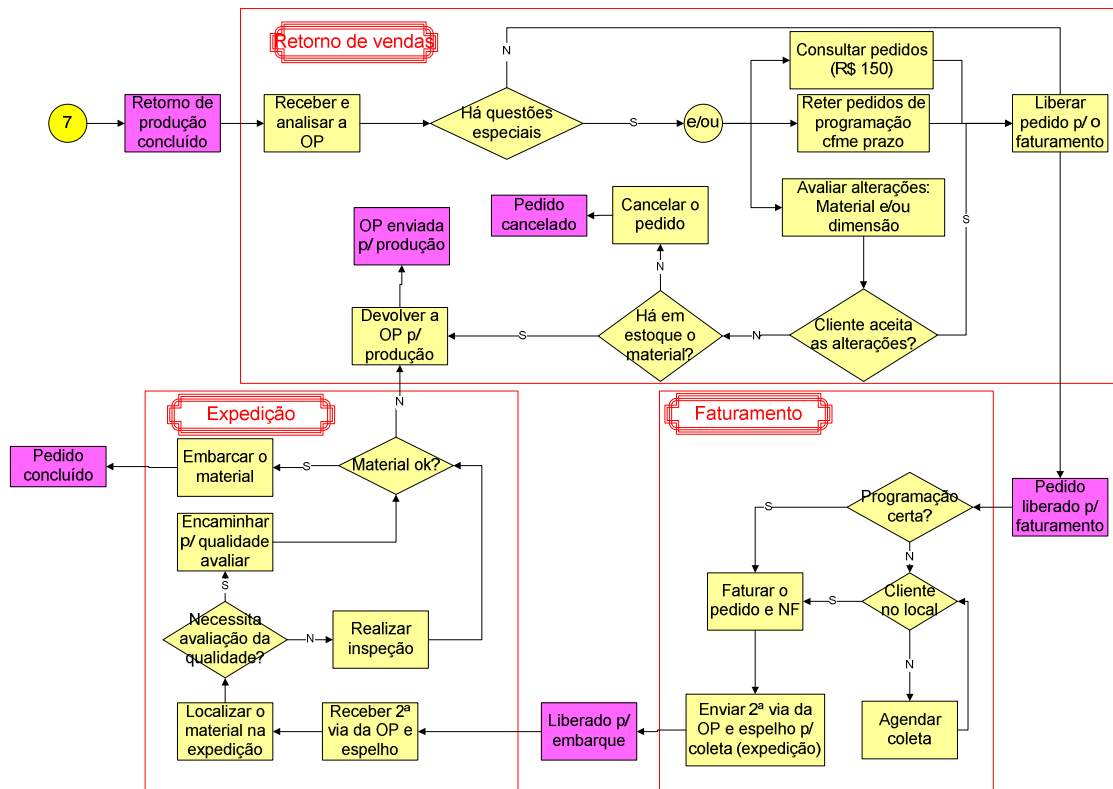 Retorno de vendas
7
Retorno de
produção
concluído
Receber e
analisar a
OP
Há questões
especiais
N
S
e/ou
Consultar pedidos
(R$ 150)
Reter pedidos de
programação
cfme prazo
Avaliar alterações:
Material e/ou
dimensão
S
Liberar
pedido p/ o
faturamento
Cliente aceita
as alterações?
N
Há em
estoque o
material?
N
S
Cancelar o
pedido
Pedido
cancelado
OP enviada
p/ produção
Devolver a
OP p/
produção
Expedição
N
Material ok?
S
Embarcar o
material
Pedido
concluído
Encaminhar
p/ qualidade
avaliar
S
Necessita
avaliação da
qualidade?
N
Realizar
inspeção
Localizar o
material na
expedição
Receber 2ª
via da OP e
espelho
Liberado p/
embarque
Faturamento
Programação
certa?
S
N
Pedido
liberado p/
faturamento
Faturar o
pedido e NF
S
Cliente
no local
N
Enviar 2ª via da
OP e espelho p/
coleta (expedição)
Agendar
coleta